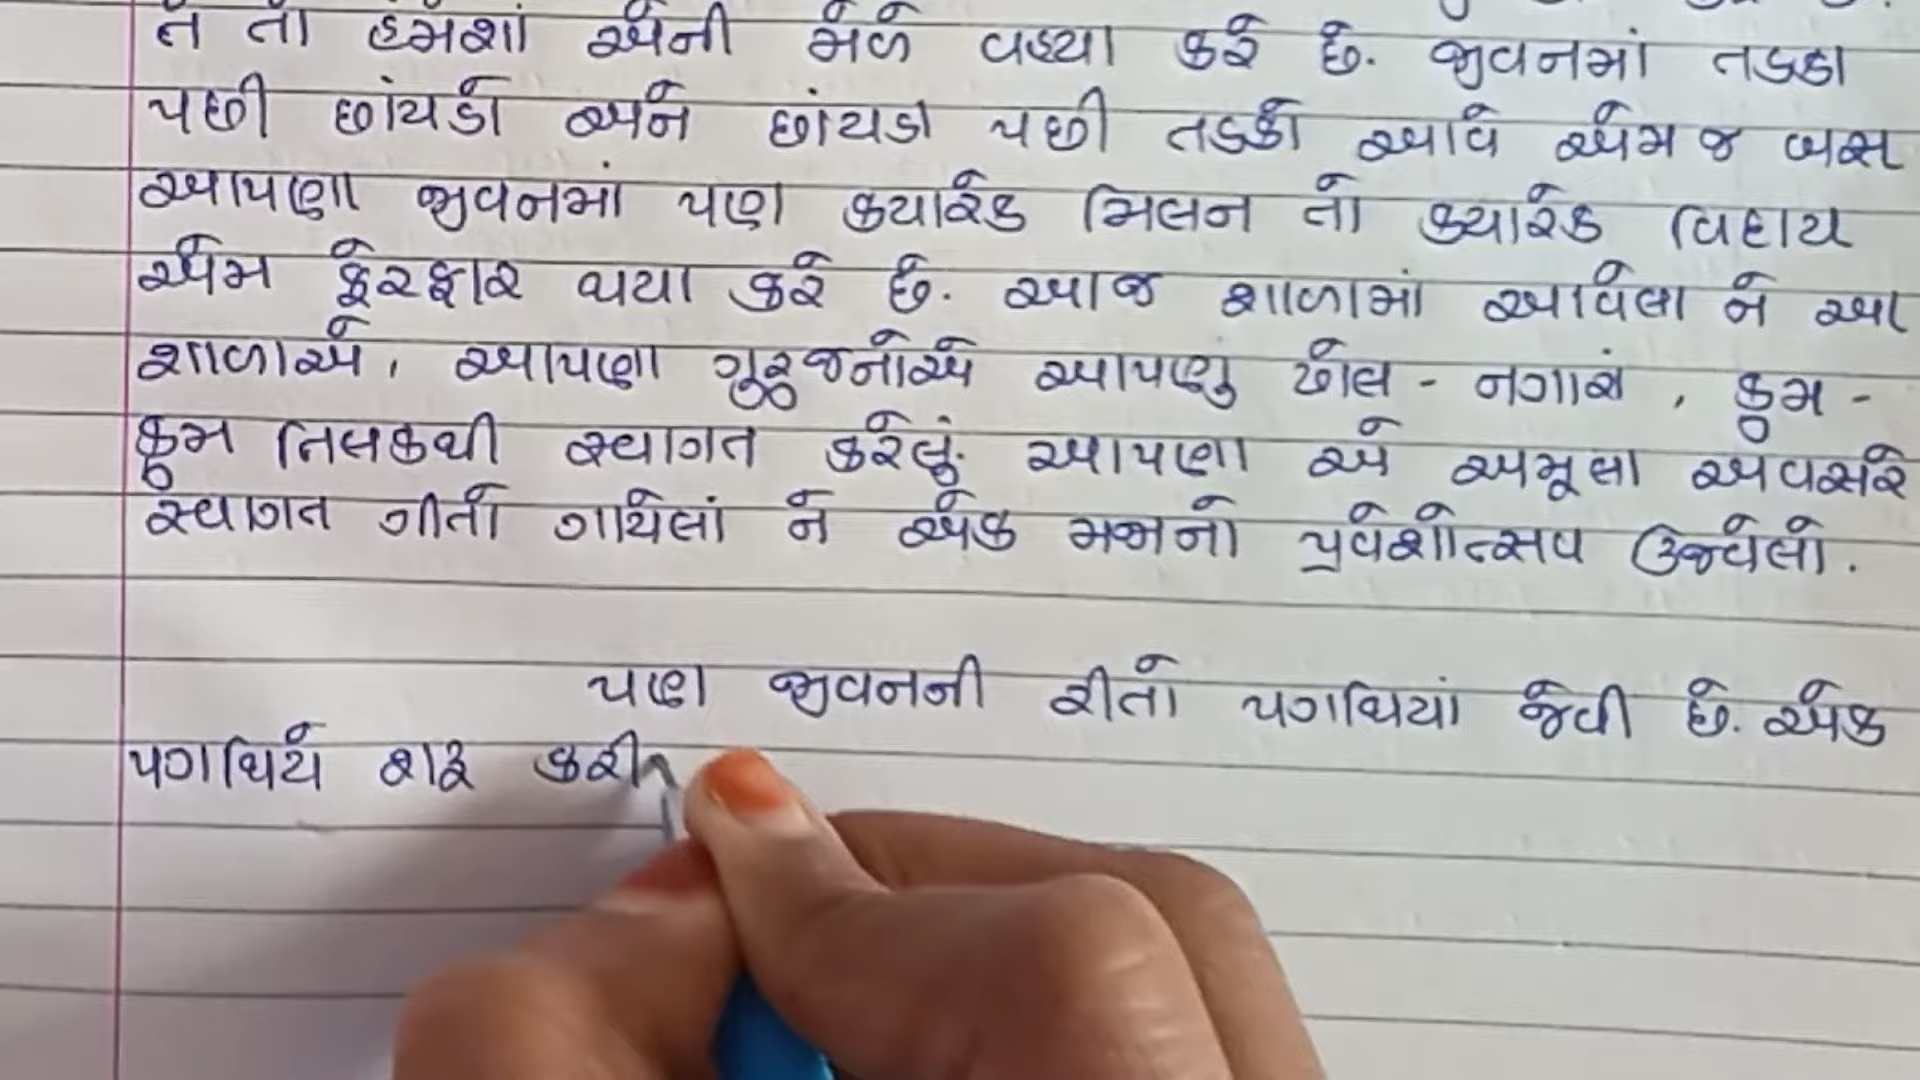 તે તો હંમેશાં એની મેળે વહ્યા કરે છે. જીવનમાં તડકા
પછી છાંયડો અને છાંયડા પછી તડકો આવે એમ જ બસ
આપણા જીવનમાં પણ ક્યારેક મિલન તો ક્યારેક વિદાય
એમ ફેરફાર થયા કરે છે. આજ શાળામાં આવેલા ને આ
શાળાએ, આપણા ગુરુજનોએ આપણું ઢોલ - નગારાં, કુમ -
કુમ તિલકથી સ્વાગત કરેલું. આપણા એ અમૂલા અવસરે
સ્વાગત ગીતો ગાયેલાં ને એક મજાનો પ્રવેશોત્સવ ઉજવેલો.
પણ જીવનની રીતો પગથિયાં જેવી છે. એક
પગથિયે શરૂ કરી